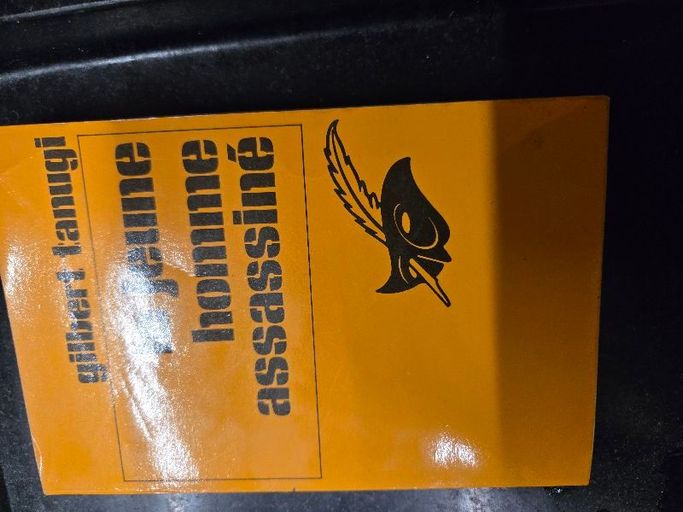 gilbert tanugi
jeune
homme
assassiné